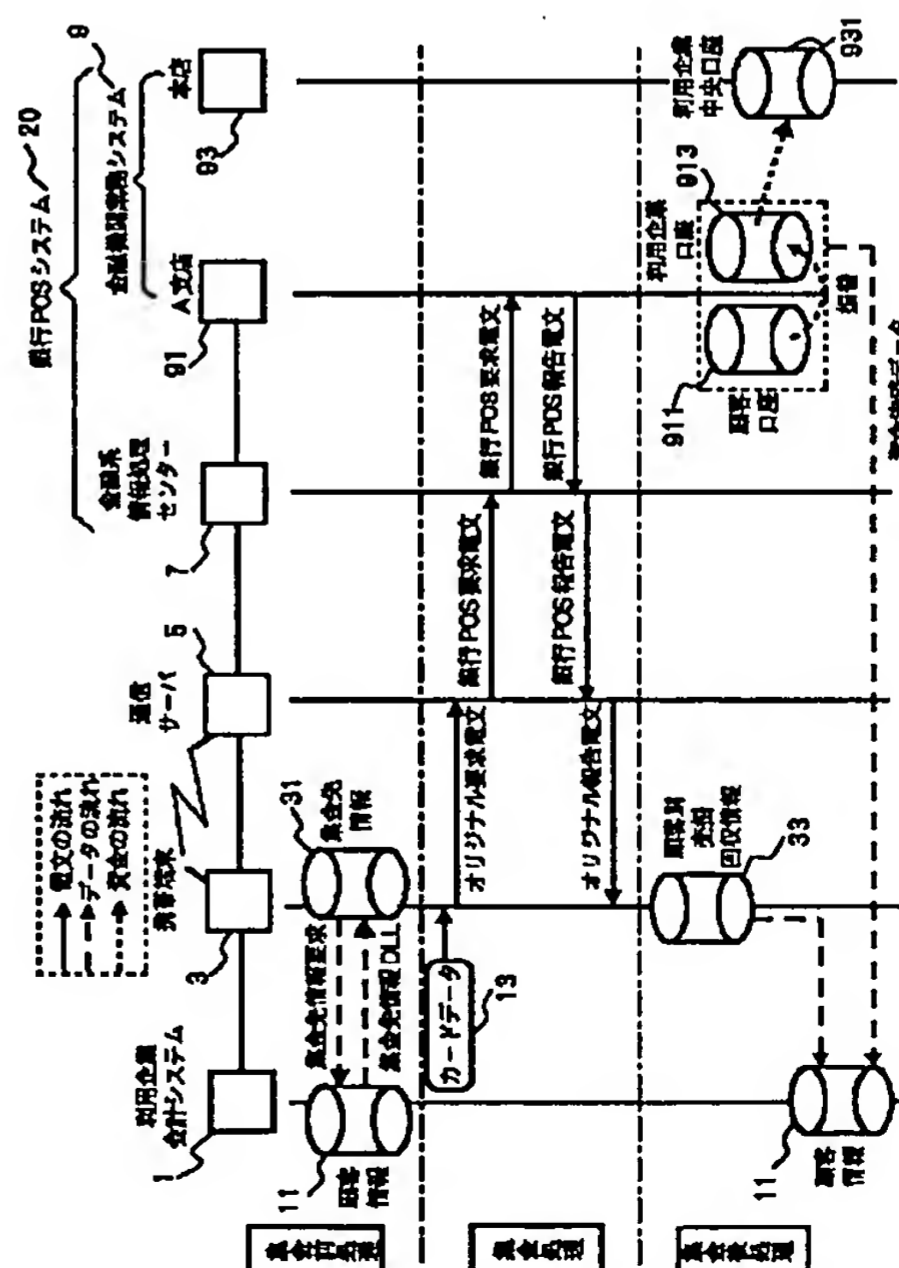 銀行POSシステム 20
金融機関業務システム 9
本店
93
A支店
91
金融系
情報処理
センター
7
通信
サーバ
5
携帯端末
3
利用企業
会計システム
1
電文の流れ
データの流れ
資金の流れ
集金前処理
11
顧客
情報
集金先情報要求
集金先情報DLL
31
集金先
情報
集金処理
カードデータ
13
オリジナル要求電文
銀行POS要求電文
銀行POS要求電文
銀行POS報告電文
銀行POS報告電文
オリジナル報告電文
集金後処理
11
顧客
情報
顧客別
売掛
回収情報
33
911
顧客
口座
利用企業
口座
913
振替
利用企業
中央口座
931